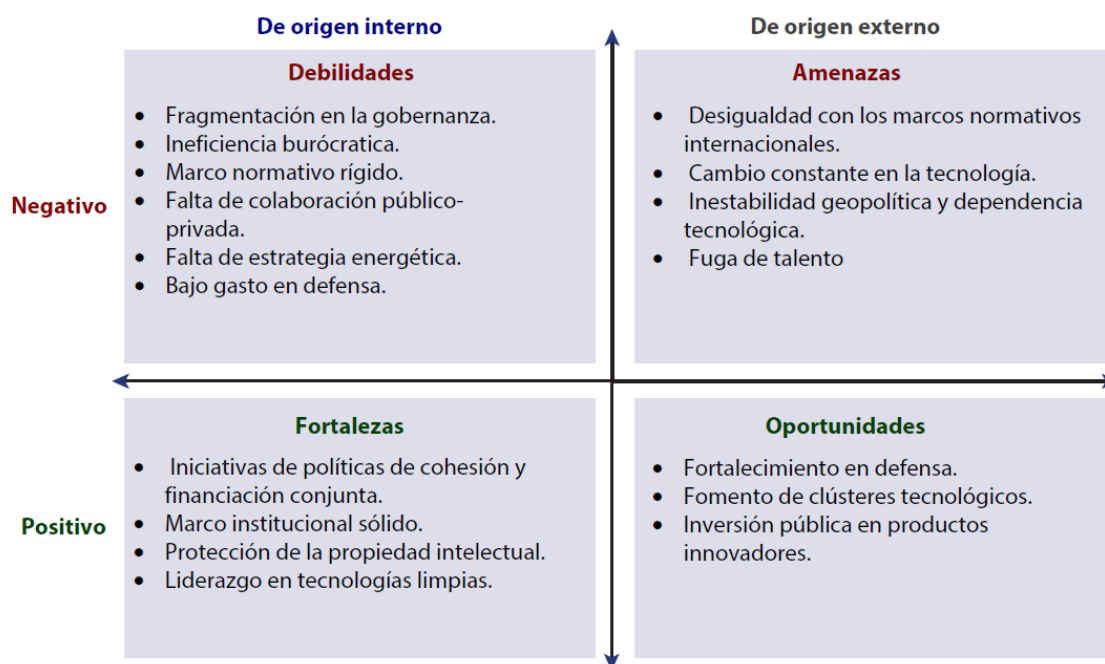 De origen interno
De origen externo
Debilidades
Fragmentación en la gobernanza.
Ineficiencia burócratica.
Marco normativo rígido.
Falta de colaboración público-
privada.
Falta de estrategia energética.
Bajo gasto en defensa.
Amenazas
Desigualdad con los marcos normativos
internacionales.
Cambio constante en la tecnología.
Inestabilidad geopolítica y dependencia
tecnológica.
Fuga de talento
Negativo
Fortalezas
Iniciativas de políticas de cohesión y
financiación conjunta.
Marco institucional sólido.
Protección de la propiedad intelectual.
Liderazgo en tecnologías limpias.
Oportunidades
Fortalecimiento en defensa.
Fomento de clústeres tecnológicos.
Inversión pública en productos
innovadores.
Positivo